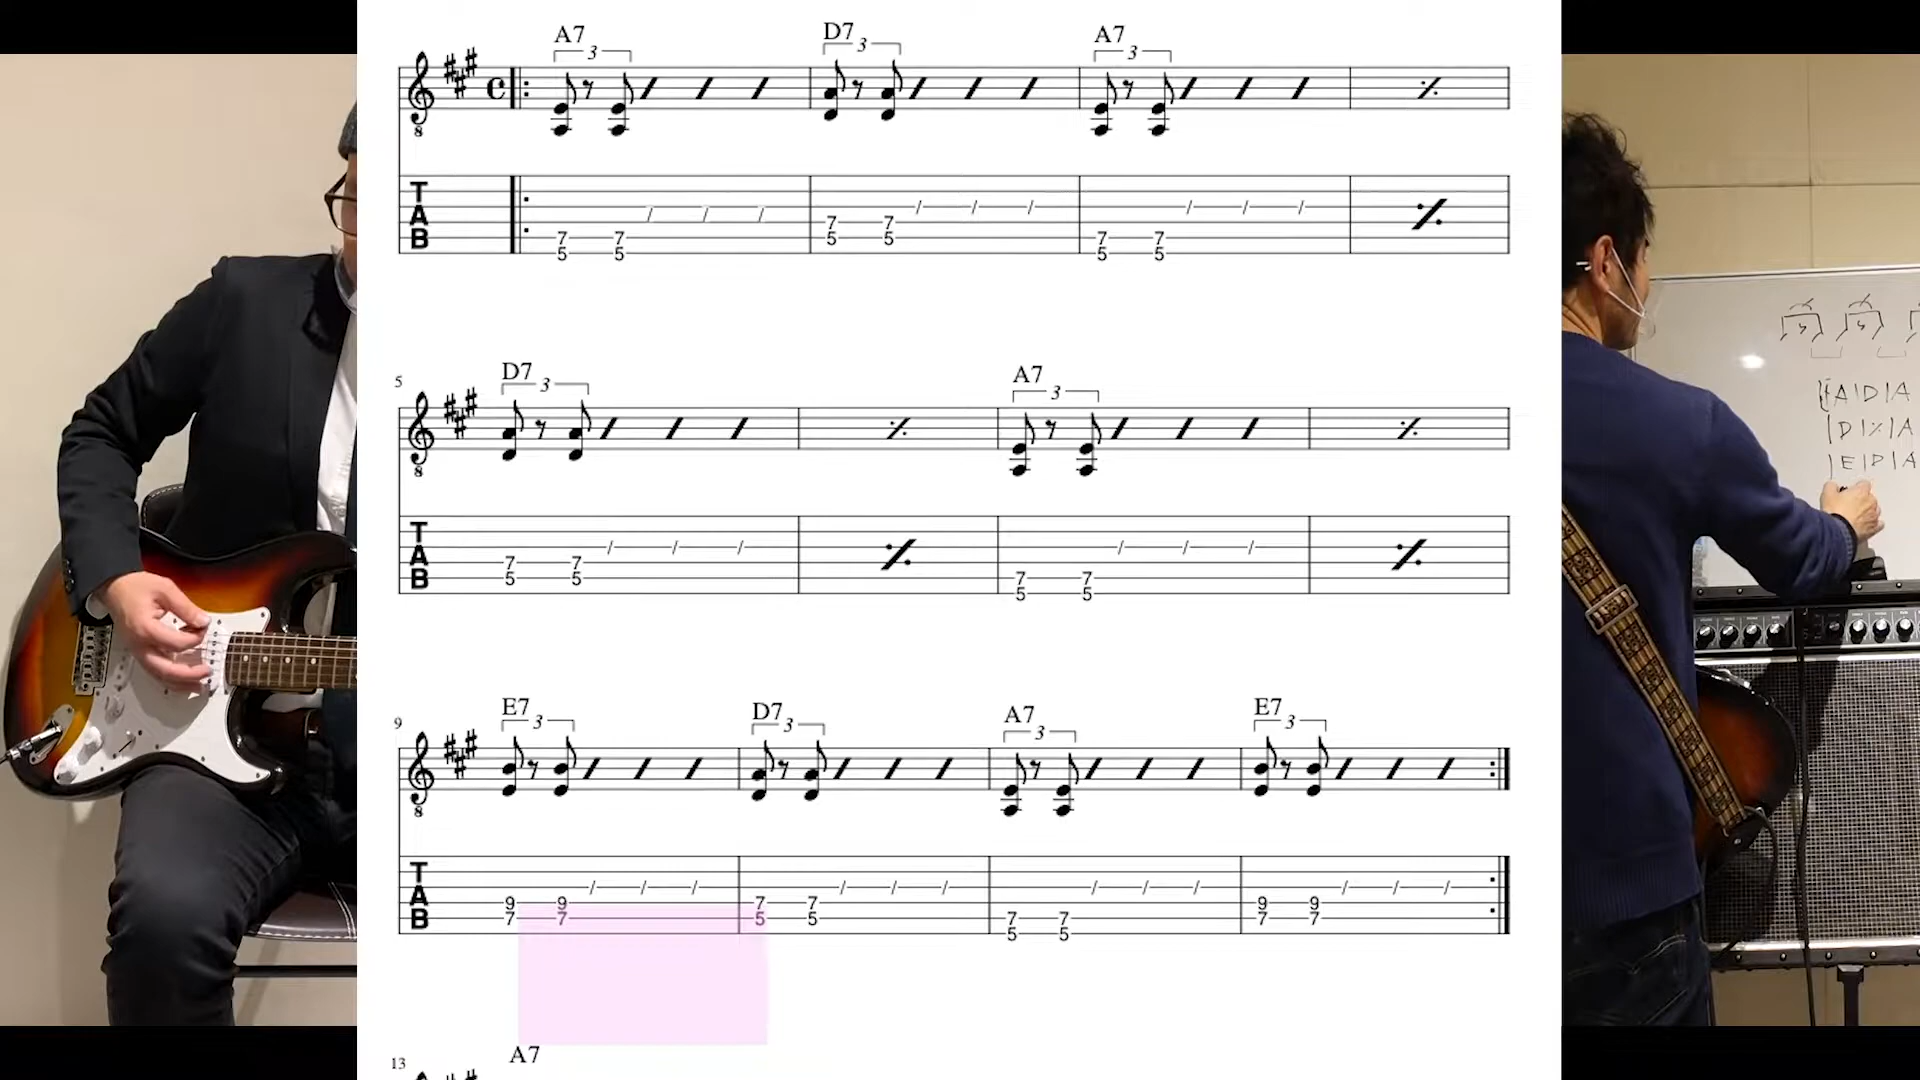 A7 D7 A7
3 3 3
8
T
A
B
7 7 7 7 7 7
5 5 5 5 5 5
5 D7 A7
3 3
8
T
A
B
7 7 7 7
5 5 5 5
9 E7 D7 A7 E7
3 3 3 3
8
T
A
B
9 9 7 7 7 7 9 9
7 7 5 5 5 5 7 7
13 A7
A D A
D % A
E D A